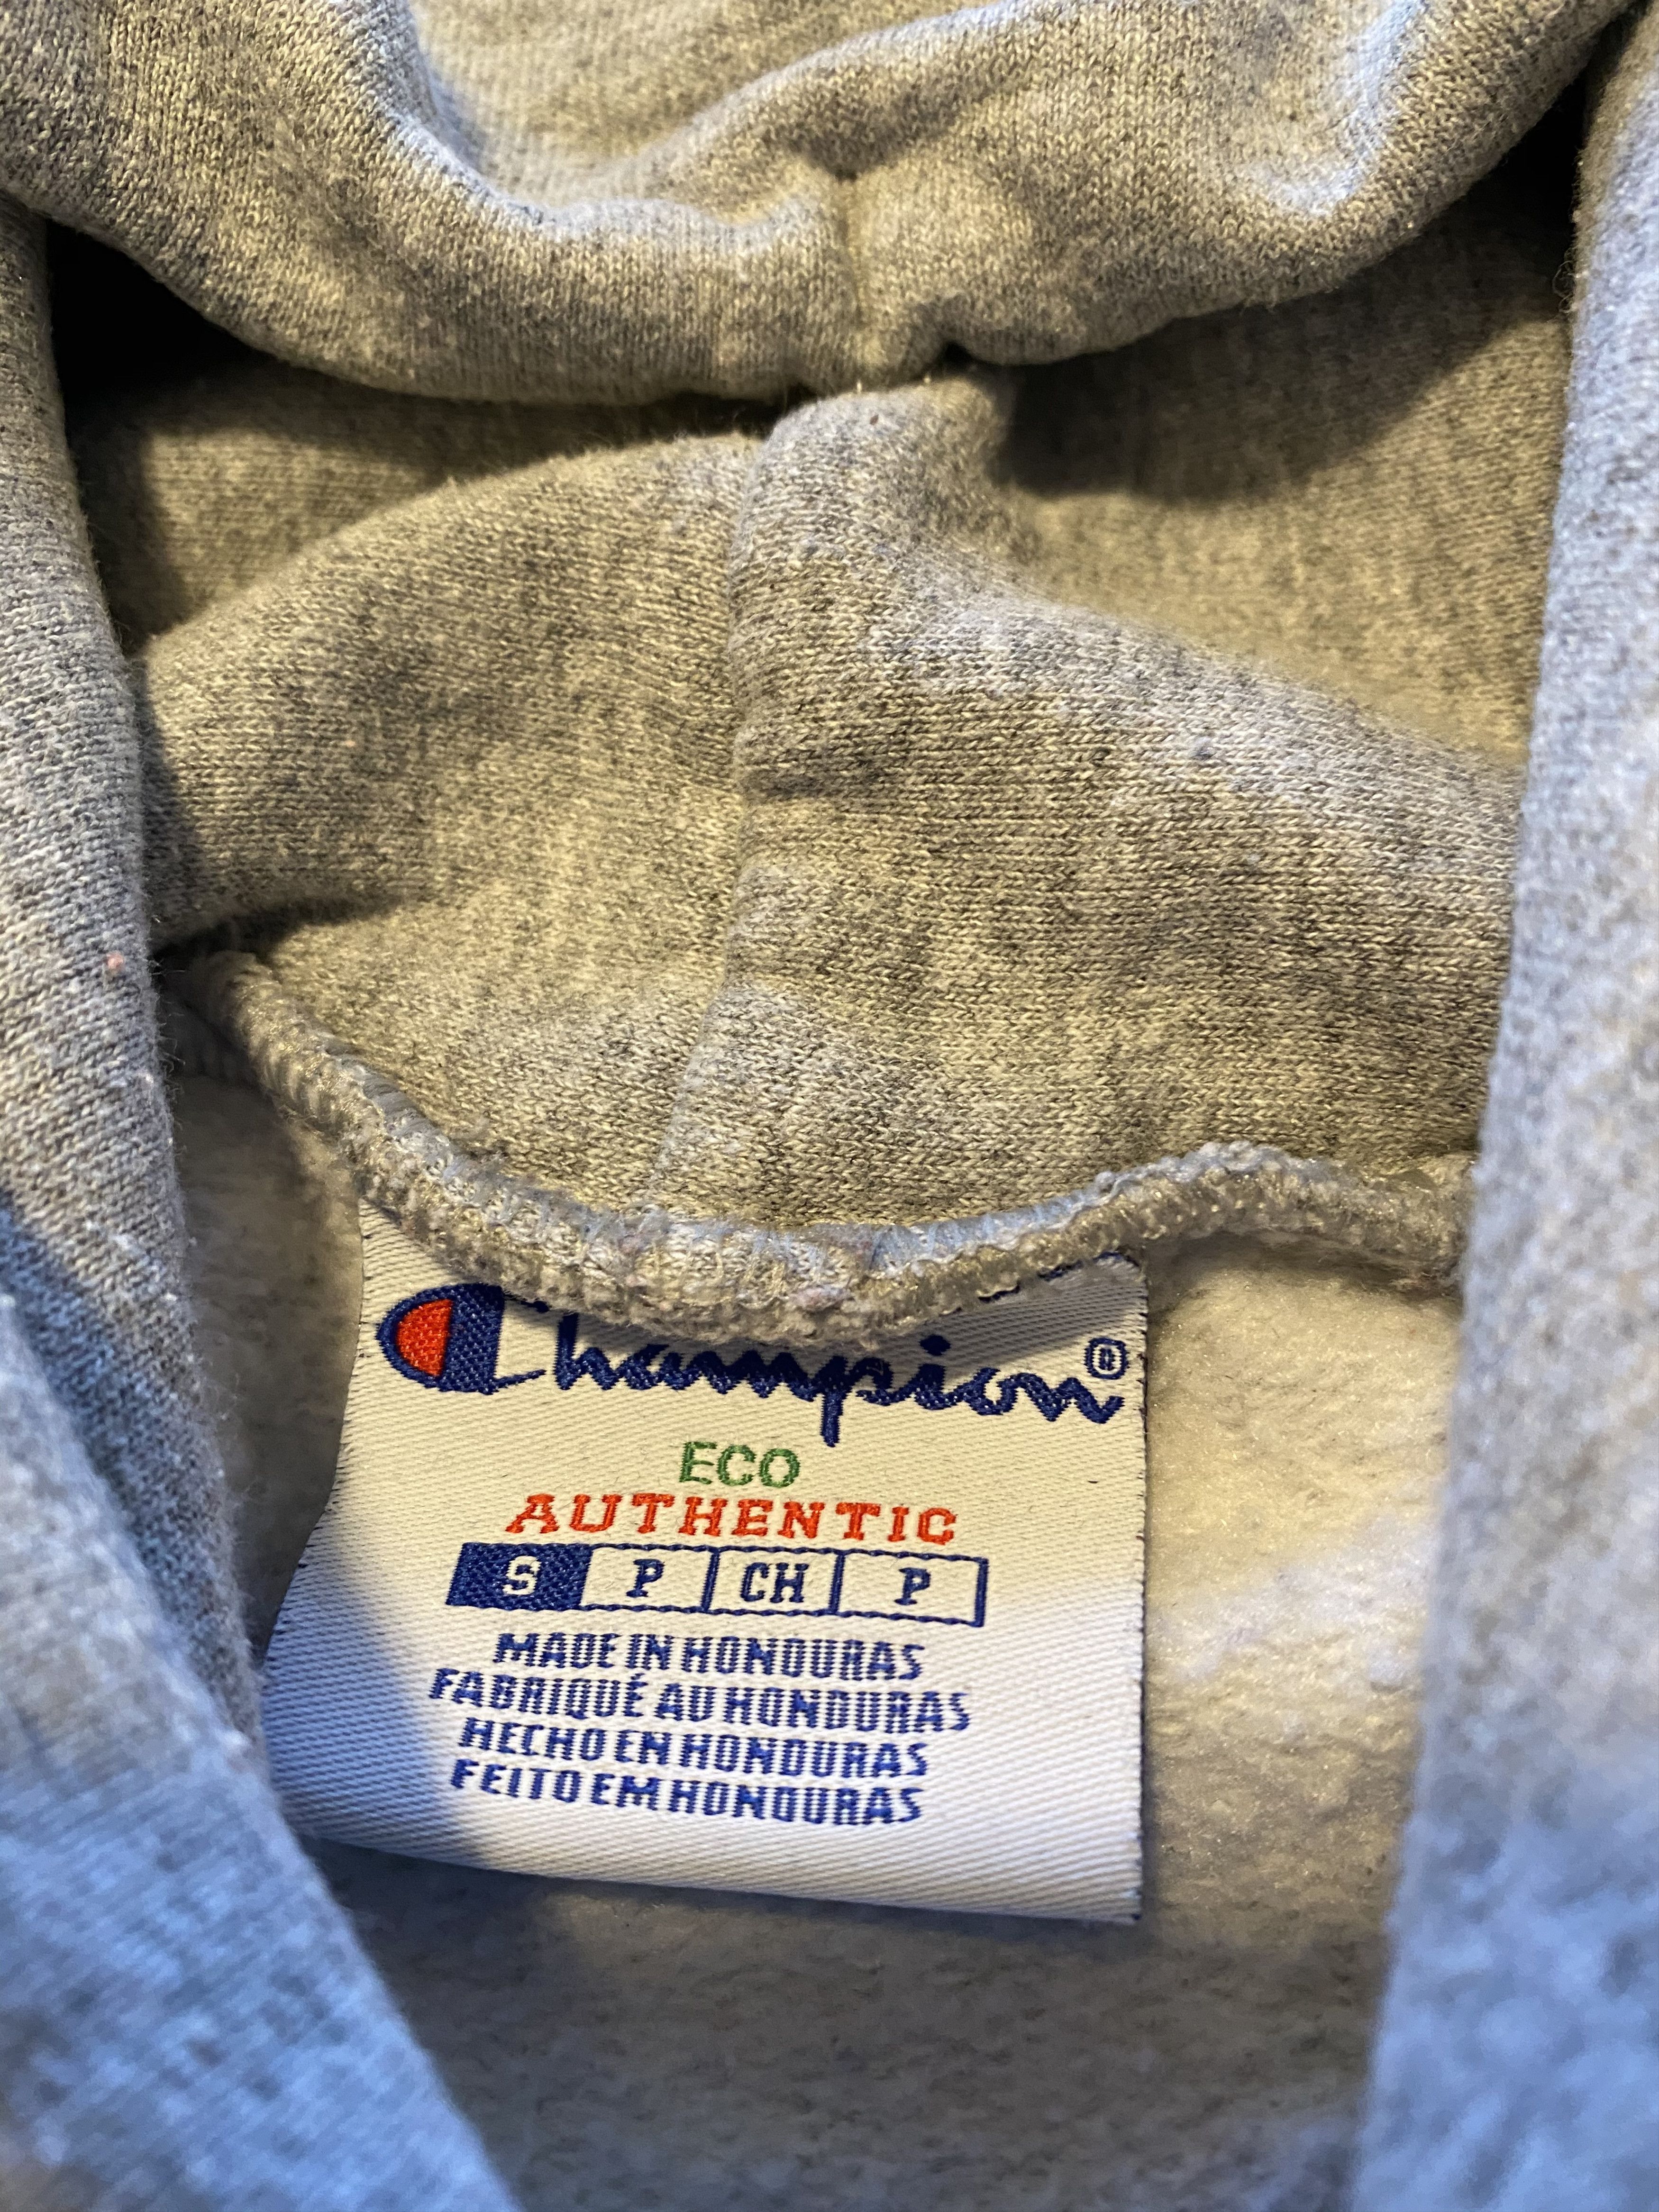 Champion®
ECO
AUTHENTIC
S P CH P
MADE IN HONDURAS
FABRIQUÉ AU HONDURAS
HECHO EN HONDURAS
FEITO EM HONDURAS